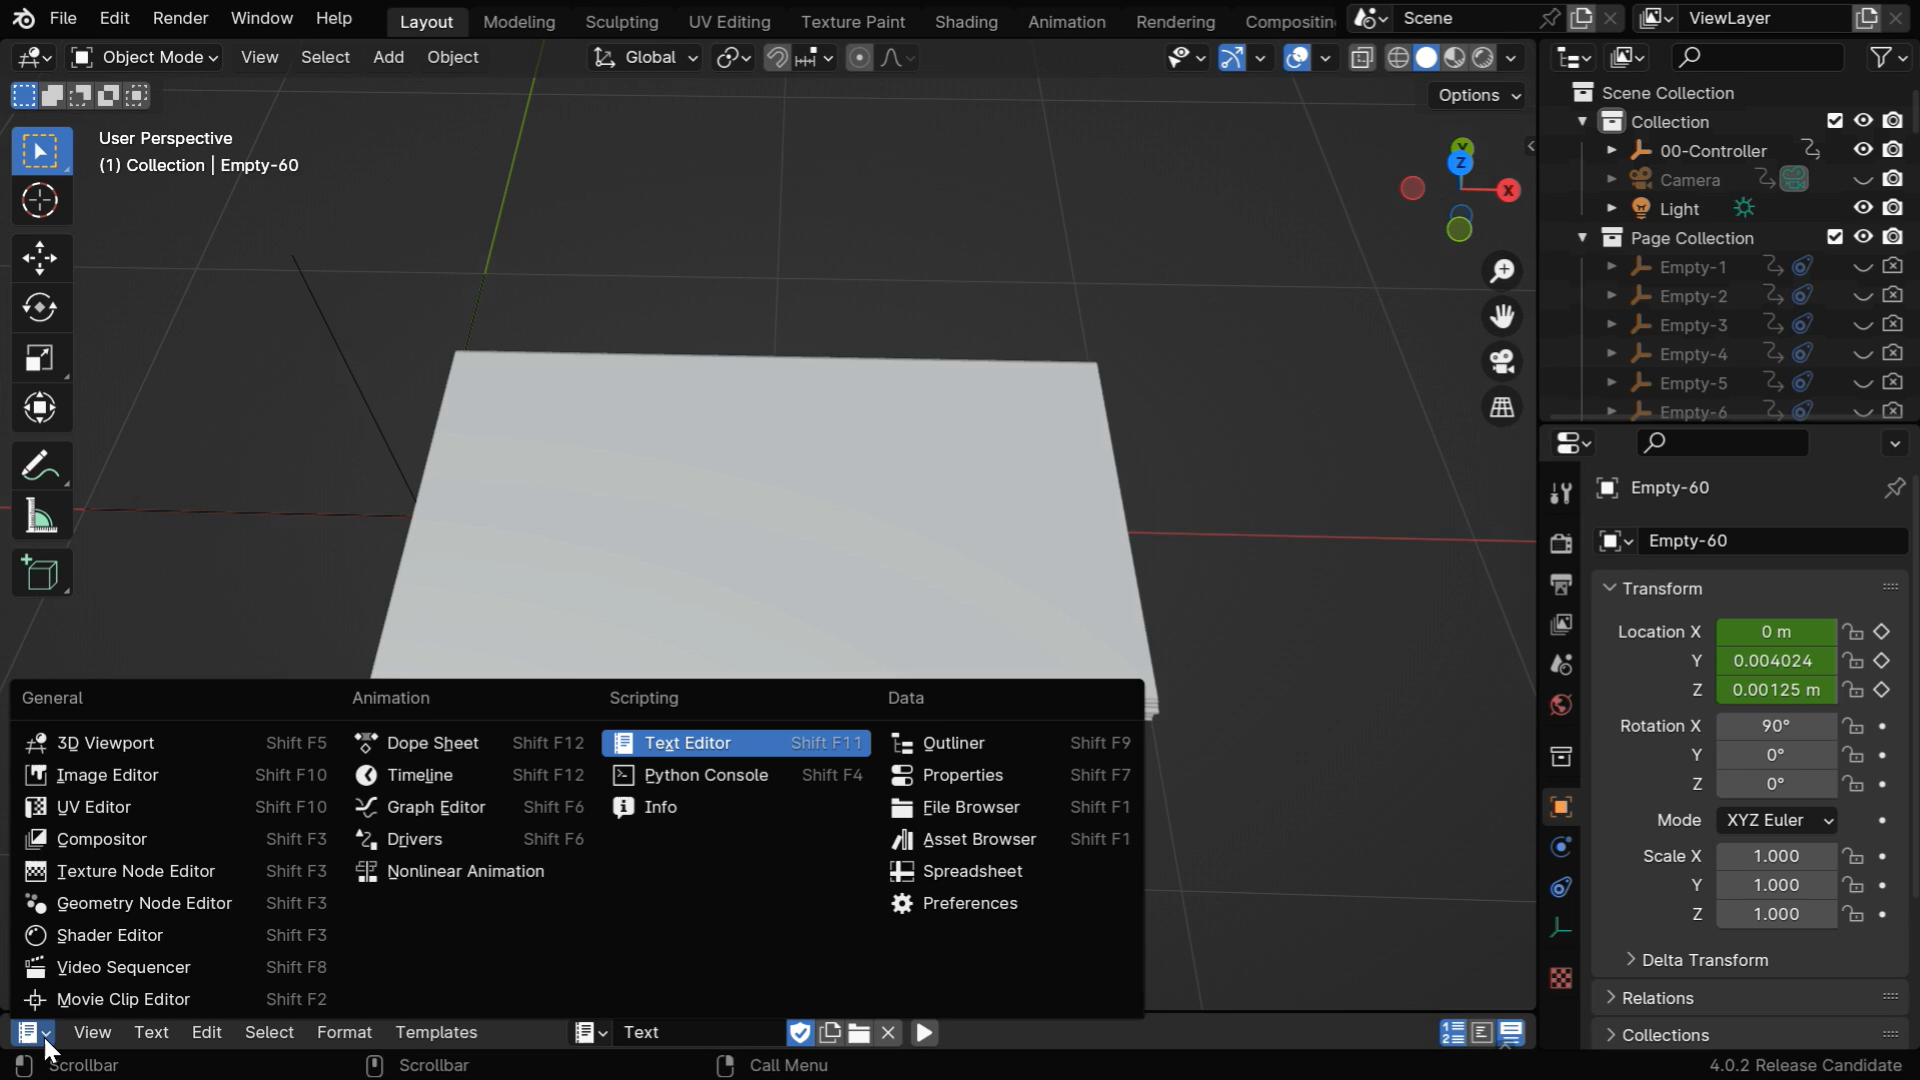 File Edit Render Window Help Layout Modeling Sculpting UV Editing Texture Paint Shading Animation Rendering Compositin Scene ViewLayer
Object Mode View Select Add Object Global
Options
User Perspective
(1) Collection | Empty-60
Y
Z
X
Scene Collection
Collection
00-Controller
Camera
Light
Page Collection
Empty-1
Empty-2
Empty-3
Empty-4
Empty-5
Empty-6
Empty-60
Empty-60
Transform
Location X 0 m
Y 0.004024
Z 0.00125 m
Rotation X 90°
Y 0°
Z 0°
Mode XYZ Euler
Scale X 1.000
Y 1.000
Z 1.000
Delta Transform
Relations
Collections
General Animation Scripting Data
3D Viewport Shift F5 Dope Sheet Shift F12 Text Editor Shift F11 Outliner Shift F9
Image Editor Shift F10 Timeline Shift F12 Python Console Shift F4 Properties Shift F7
UV Editor Shift F10 Graph Editor Shift F6 Info File Browser Shift F1
Compositor Shift F3 Drivers Shift F6 Asset Browser Shift F1
Texture Node Editor Shift F3 Nonlinear Animation Spreadsheet
Geometry Node Editor Shift F3 Preferences
Shader Editor Shift F3
Video Sequencer Shift F8
Movie Clip Editor Shift F2
View Text Edit Select Format Templates Text
Scrollbar Scrollbar Call Menu 4.0.2 Release Candidate